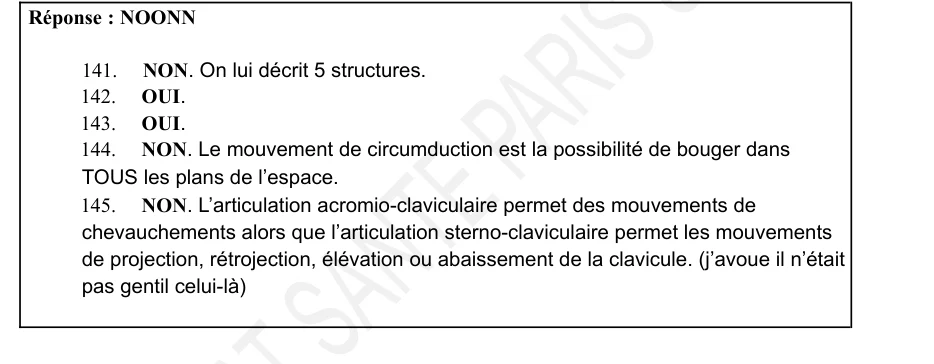 Réponse : NOONN
141. NON. On lui décrit 5 structures.
142. OUI.
143. OUI.
144. NON. Le mouvement de circumduction est la possibilité de bouger dans
TOUS les plans de l’espace.
145. NON. L’articulation acromio-claviculaire permet des mouvements de
chevauchements alors que l’articulation sterno-claviculaire permet les mouvements
de projection, rétrojection, élévation ou abaissement de la clavicule. (j’avoue il n’était
pas gentil celui-là)
SANTE PARIS